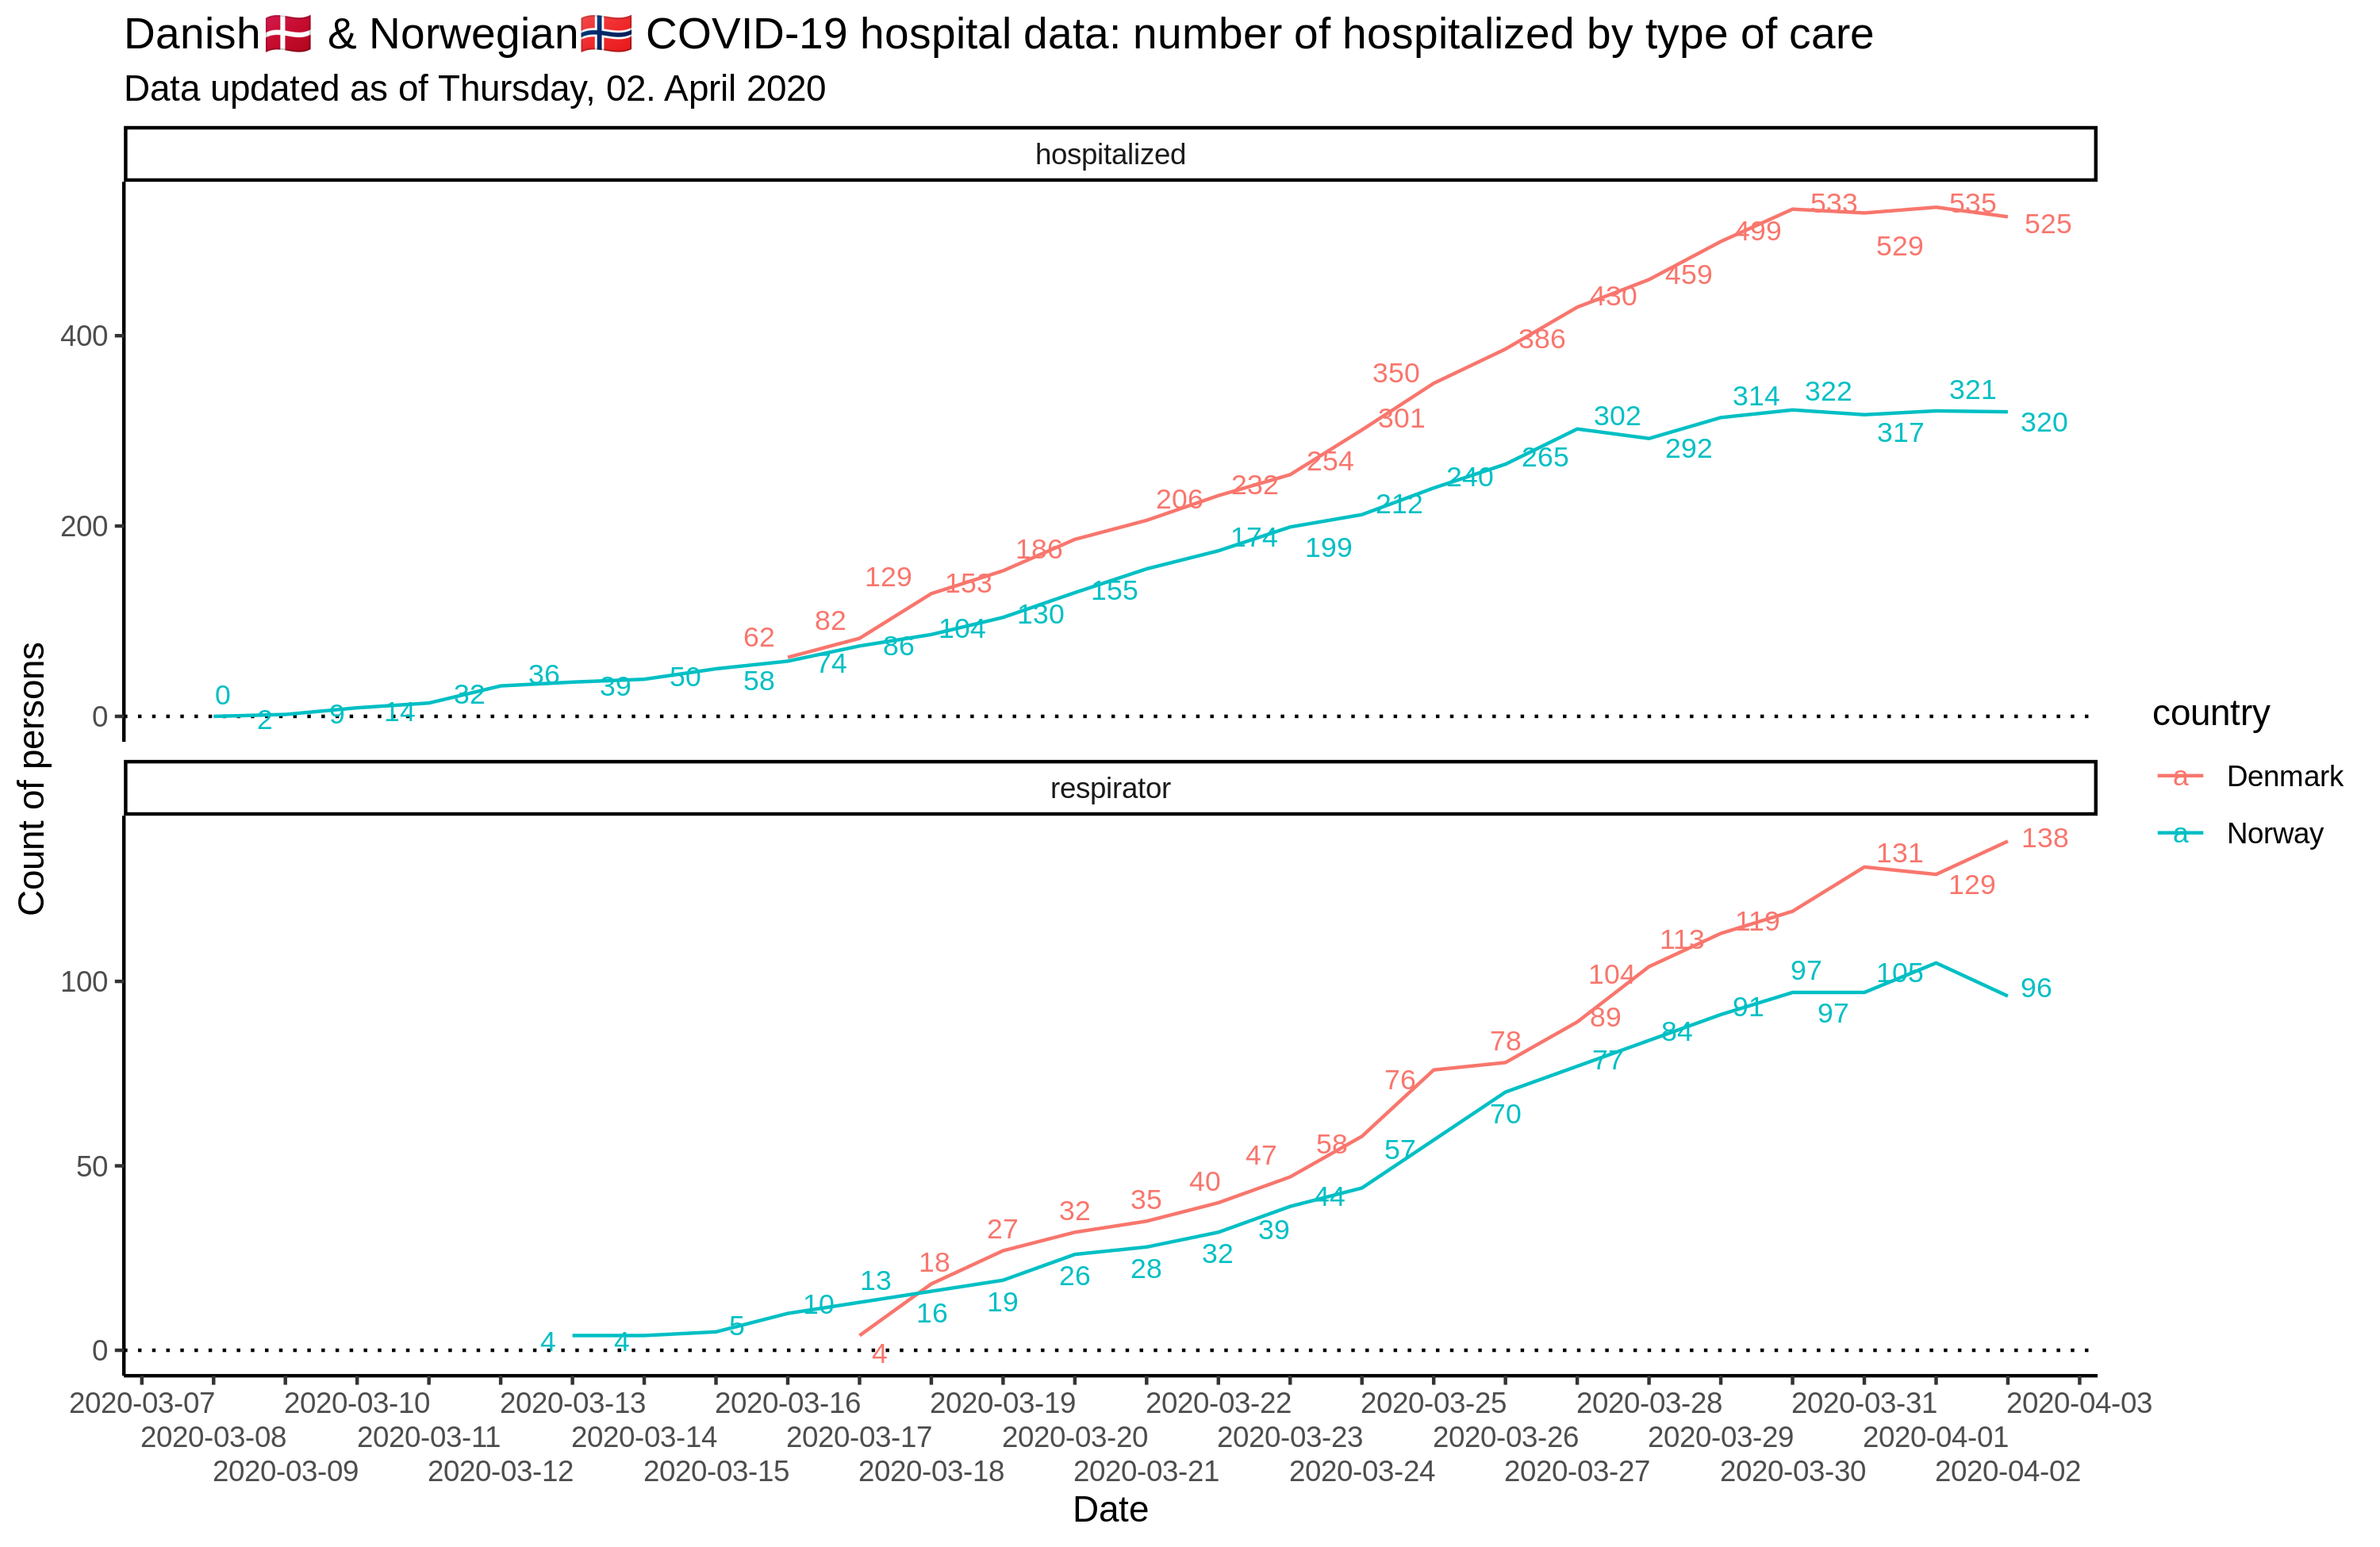 Danish🇩🇰 & Norwegian🇳🇴 COVID-19 hospital data: number of hospitalized by type of care
Data updated as of Thursday, 02. April 2020
hospitalized
533 535
499 529 525
459
430
400
386
350
301
314 322 321
302 317 320
292
254 265
232 240
206 212
200
186 174 199
129 153
155
130
82 104
62 86
36 50 58 74
0 32 39
0 2 9 14
respirator
138
131
129
119
113
104 97 105
100 96
91 97
89
84
78 77
76
70
58 57
50 47
44
40
35 39
32 32
27
18 26 28
13
10 16 19
5
4 4
0 4
Count of persons
country
a Denmark
a Norway
2020-03-07 2020-03-10 2020-03-13 2020-03-16 2020-03-19 2020-03-22 2020-03-25 2020-03-28 2020-03-31 2020-04-03
2020-03-08 2020-03-11 2020-03-14 2020-03-17 2020-03-20 2020-03-23 2020-03-26 2020-03-29 2020-04-01
2020-03-09 2020-03-12 2020-03-15 2020-03-18 2020-03-21 2020-03-24 2020-03-27 2020-03-30 2020-04-02
Date